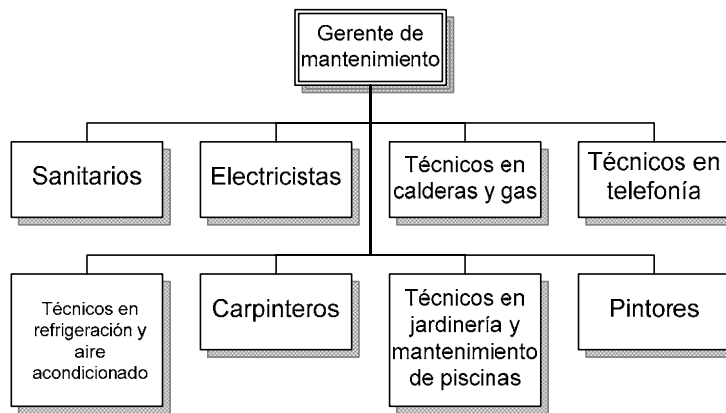 Gerente de
mantenimiento
Sanitarios
Electricistas
Técnicos en
calderas y gas
Técnicos en
telefonía
Técnicos en
refrigeración y
aire
acondicionado
Carpinteros
Técnicos en
jardinería y
mantenimiento
de piscinas
Pintores